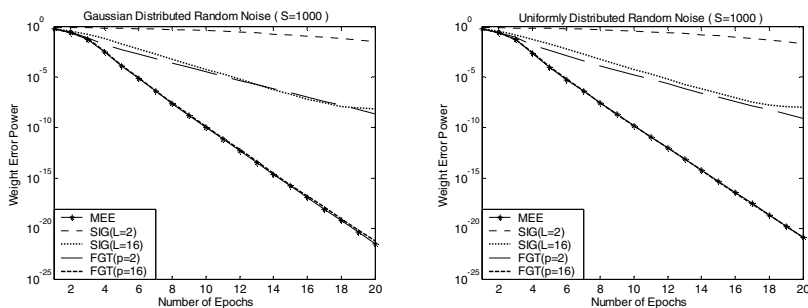 Gaussian Distributed Random Noise ( S=1000 )
10^0
10^-5
10^-10
10^-15
10^-20
10^-25
Weight Error Power
MEE
SIG(L=2)
SIG(L=16)
FGT(p=2)
FGT(p=16)
2 4 6 8 10 12 14 16 18 20
Number of Epochs
Uniformly Distributed Random Noise ( S=1000 )
10^0
10^-5
10^-10
10^-15
10^-20
10^-25
Weight Error Power
MEE
SIG(L=2)
SIG(L=16)
FGT(p=2)
FGT(p=16)
2 4 6 8 10 12 14 16 18 20
Number of Epochs